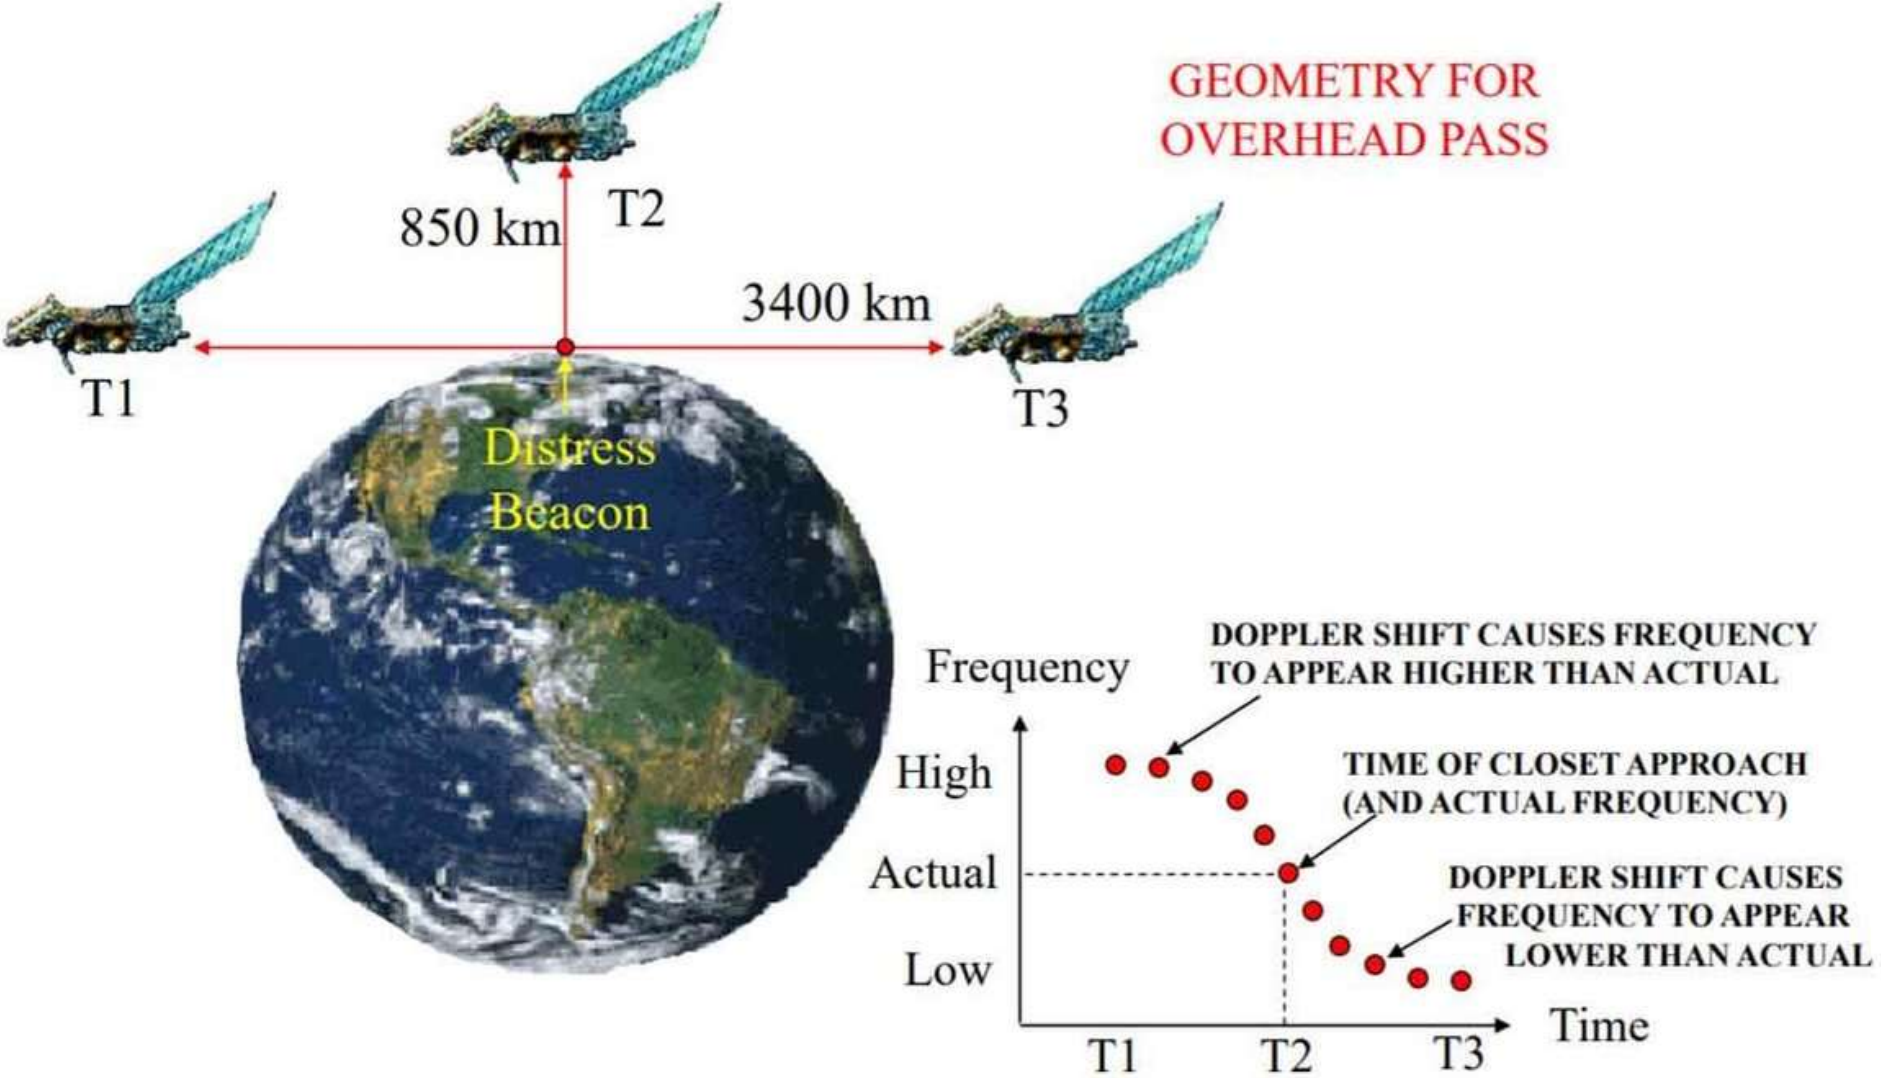 GEOMETRY FOR
OVERHEAD PASS
T2
850 km
3400 km
T1
T3
Distress
Beacon
DOPPLER SHIFT CAUSES FREQUENCY
TO APPEAR HIGHER THAN ACTUAL
Frequency
High
TIME OF CLOSET APPROACH
(AND ACTUAL FREQUENCY)
Actual
DOPPLER SHIFT CAUSES
FREQUENCY TO APPEAR
LOWER THAN ACTUAL
Low
Time
T1 T2 T3